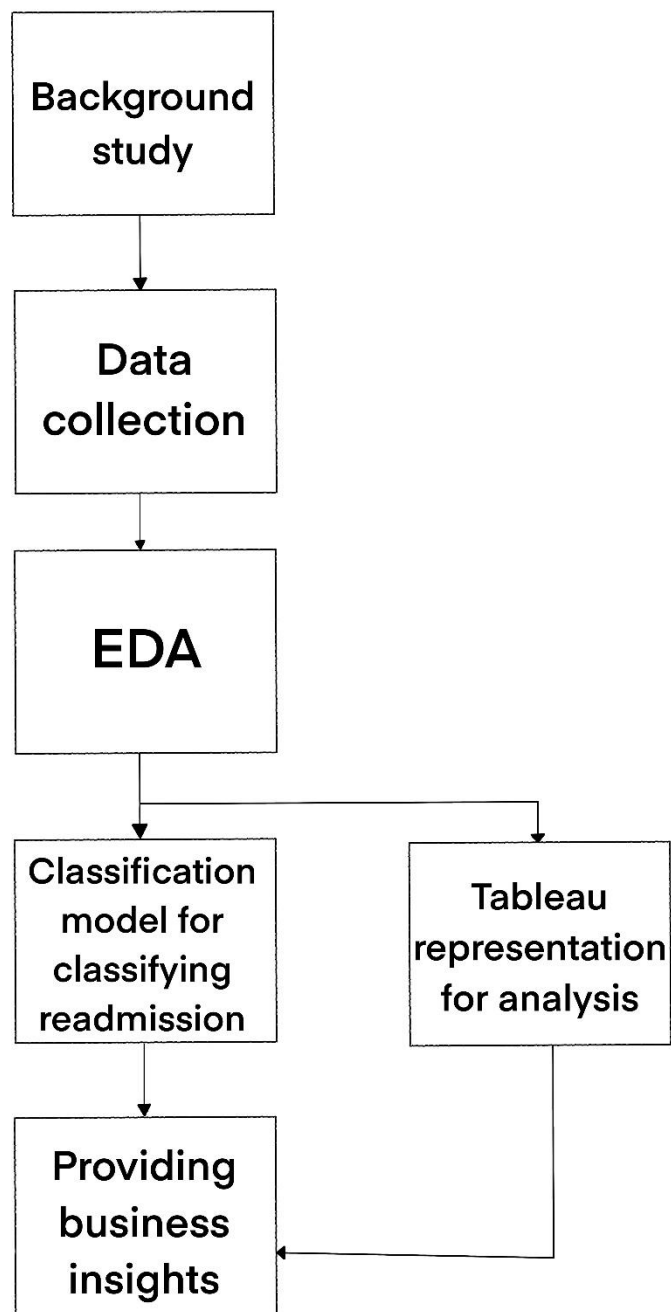 Background
study
Data
collection
EDA
Classification
model for
classifying
readmission
Tableau
representation
for analysis
Providing
business
insights